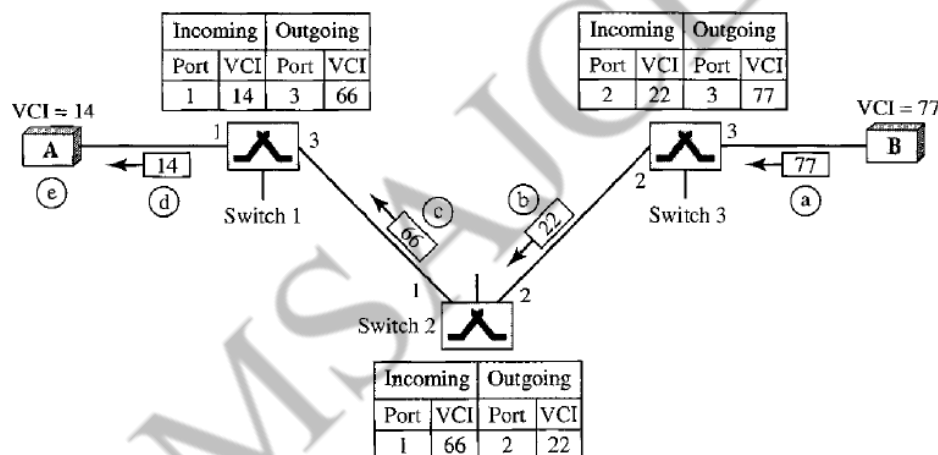 Incoming Outgoing
Port VCI Port VCI
1 14 3 66
Incoming Outgoing
Port VCI Port VCI
2 22 3 77
VCI = 14
VCI = 77
A
1
3
3
B
14
77
2
e
d
a
Switch 1
c
b
Switch 3
66
22
1
2
Switch 2
Incoming Outgoing
Port VCI Port VCI
1 66 2 22